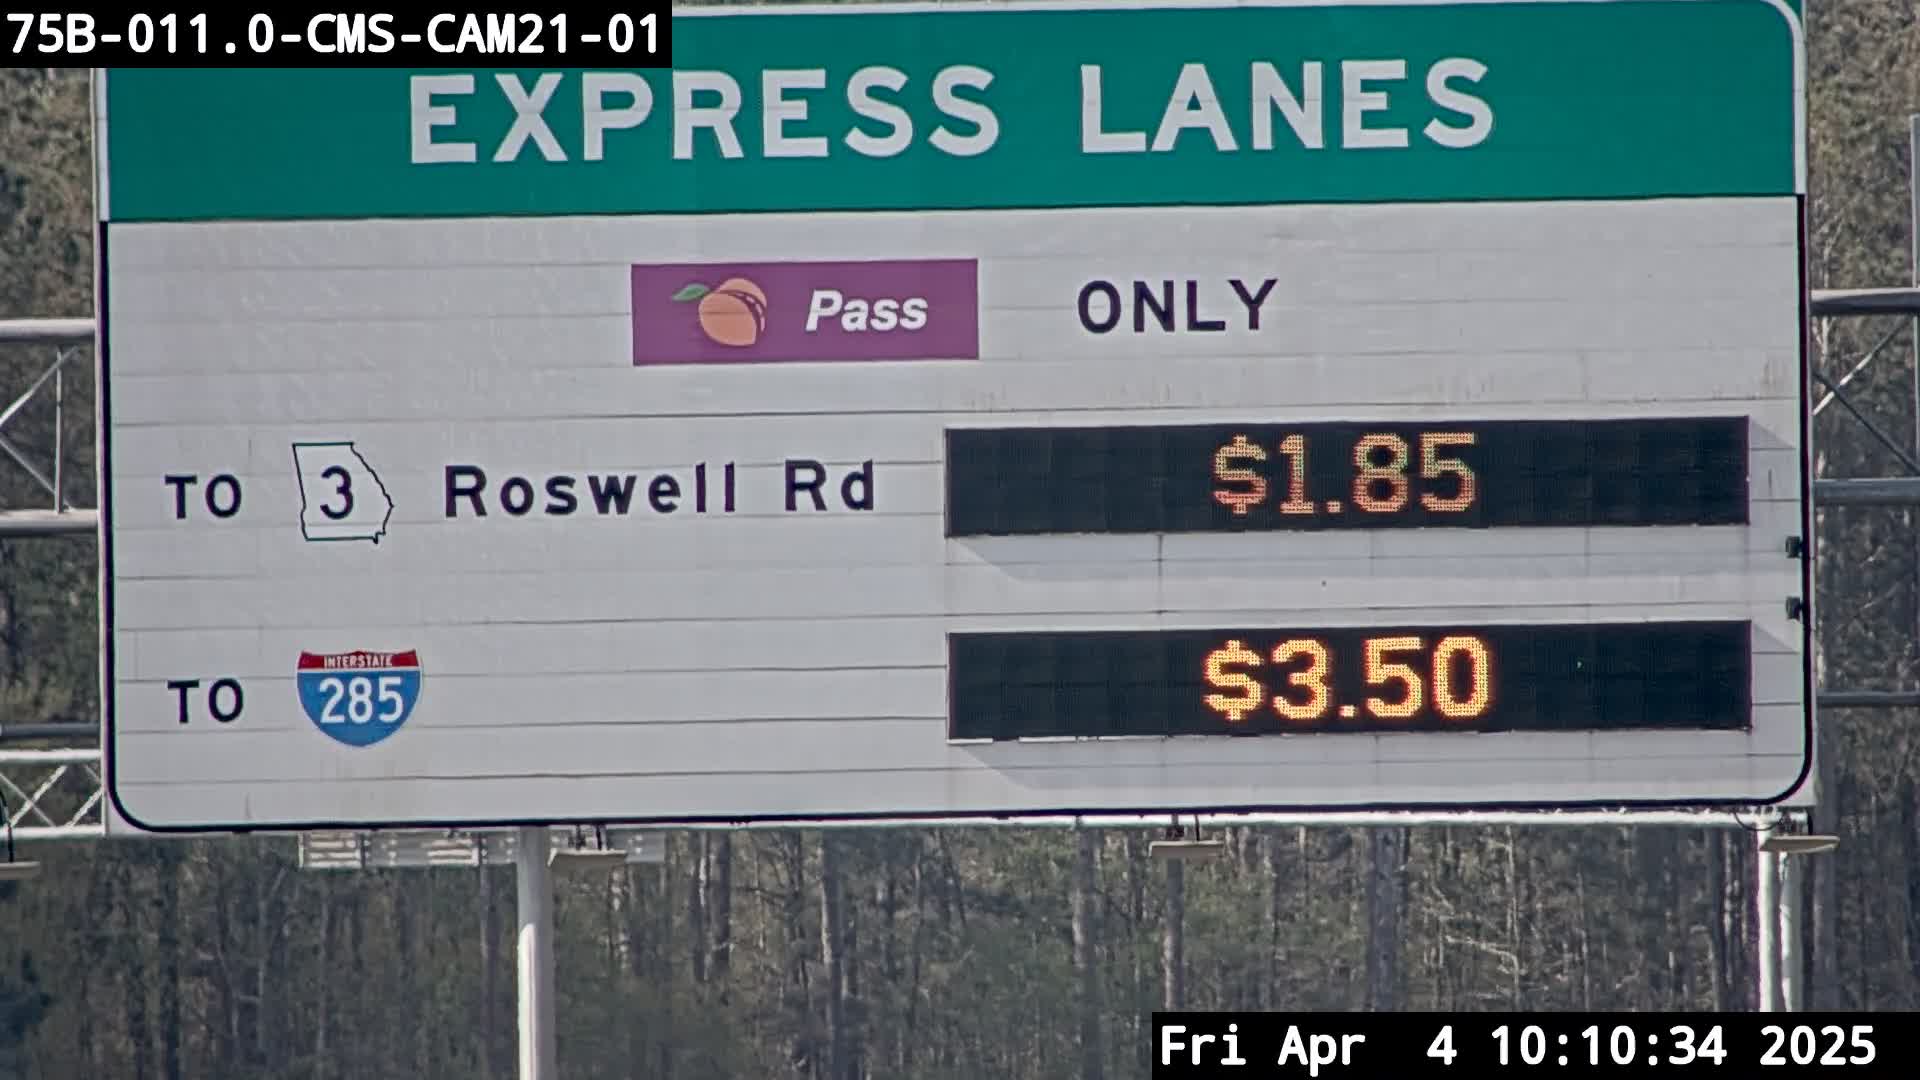 75B-011.0-CMS-CAM21-01
EXPRESS LANES
Pass ONLY
TO 3 Roswell Rd $1.85
INTERSTATE
TO 285 $3.50
Fri Apr 4 10:10:34 2025